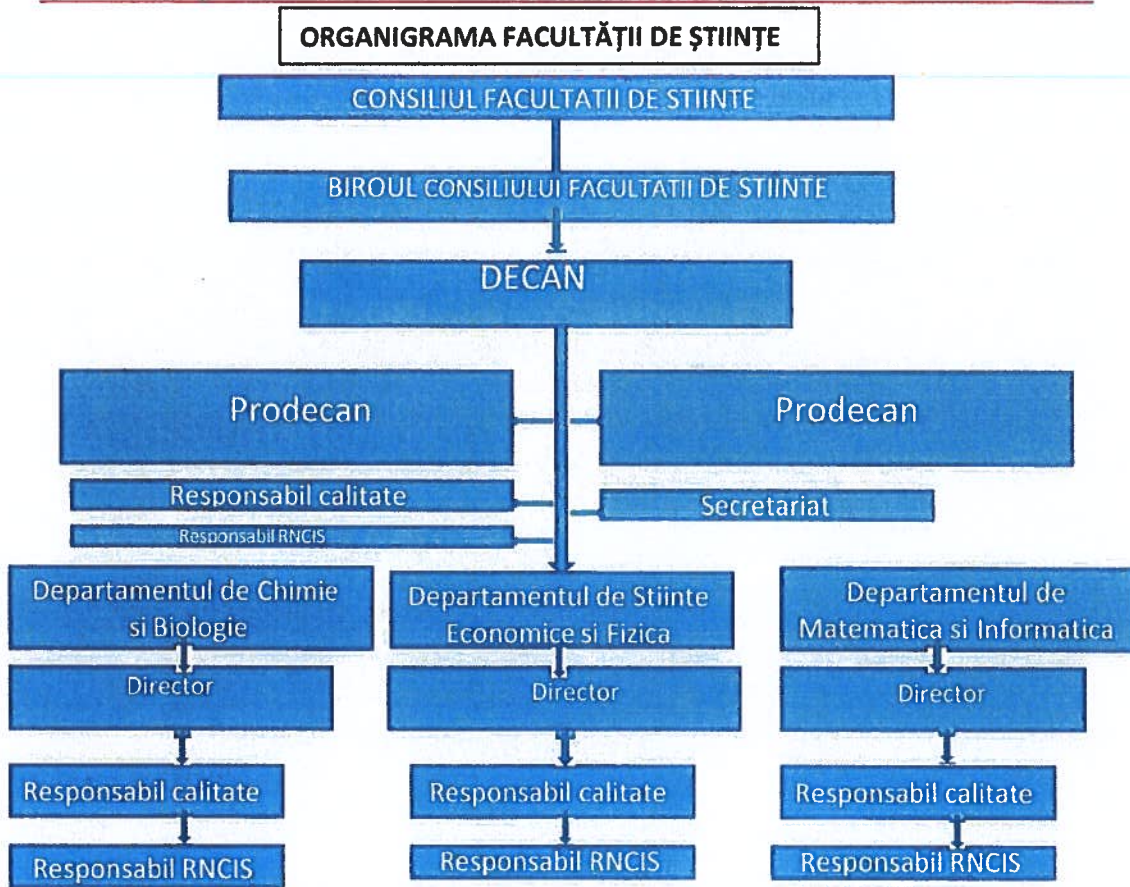 ORGANIGRAMA FACULTĂȚII DE ȘTIINȚE
CONSILIUL FACULTATII DE STIINTE
BIROUL CONSILIULUI FACULTATII DE STIINTE
DECAN
Prodecan
Prodecan
Responsabil calitate
Secretariat
Responsabil RNCIS
Departamentul de Chimie
si Biologie
Departamentul de Stiinte
Economice si Fizica
Departamentul de
Matematica si Informatica
Director
Director
Director
Responsabil calitate
Responsabil calitate
Responsabil calitate
Responsabil RNCIS
Responsabil RNCIS
Responsabil RNCIS